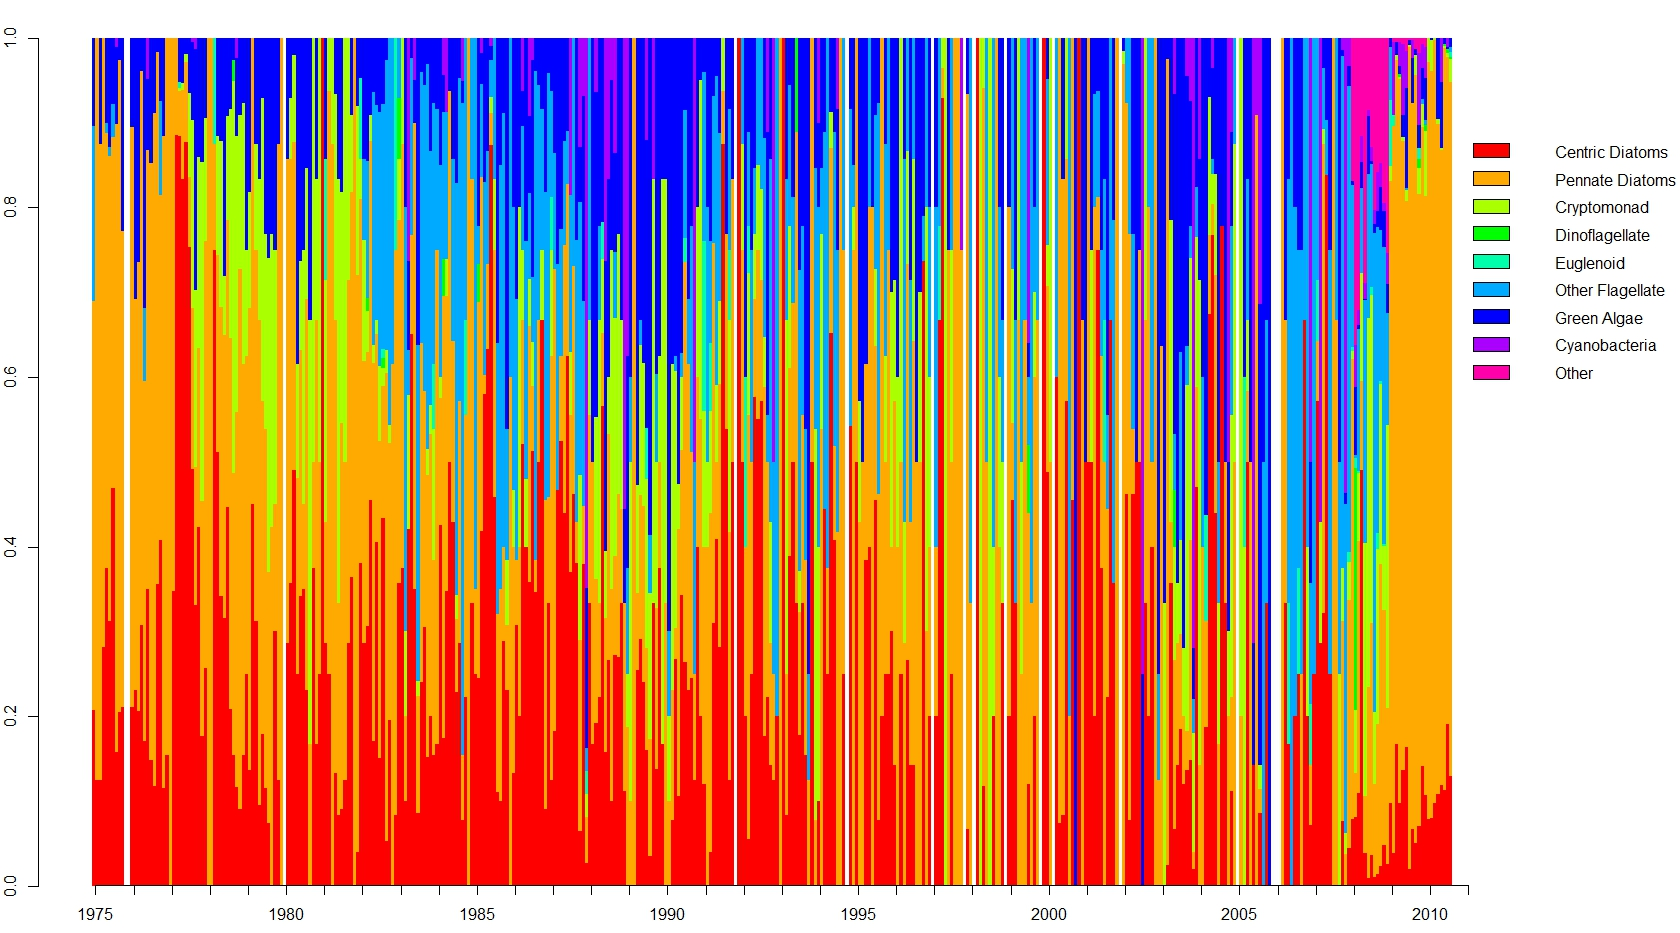 1.0
0.8
0.6
0.4
0.2
0.0
1975 1980 1985 1990 1995 2000 2005 2010
Centric Diatoms
Pennate Diatoms
Cryptomonad
Dinoflagellate
Euglenoid
Other Flagellate
Green Algae
Cyanobacteria
Other